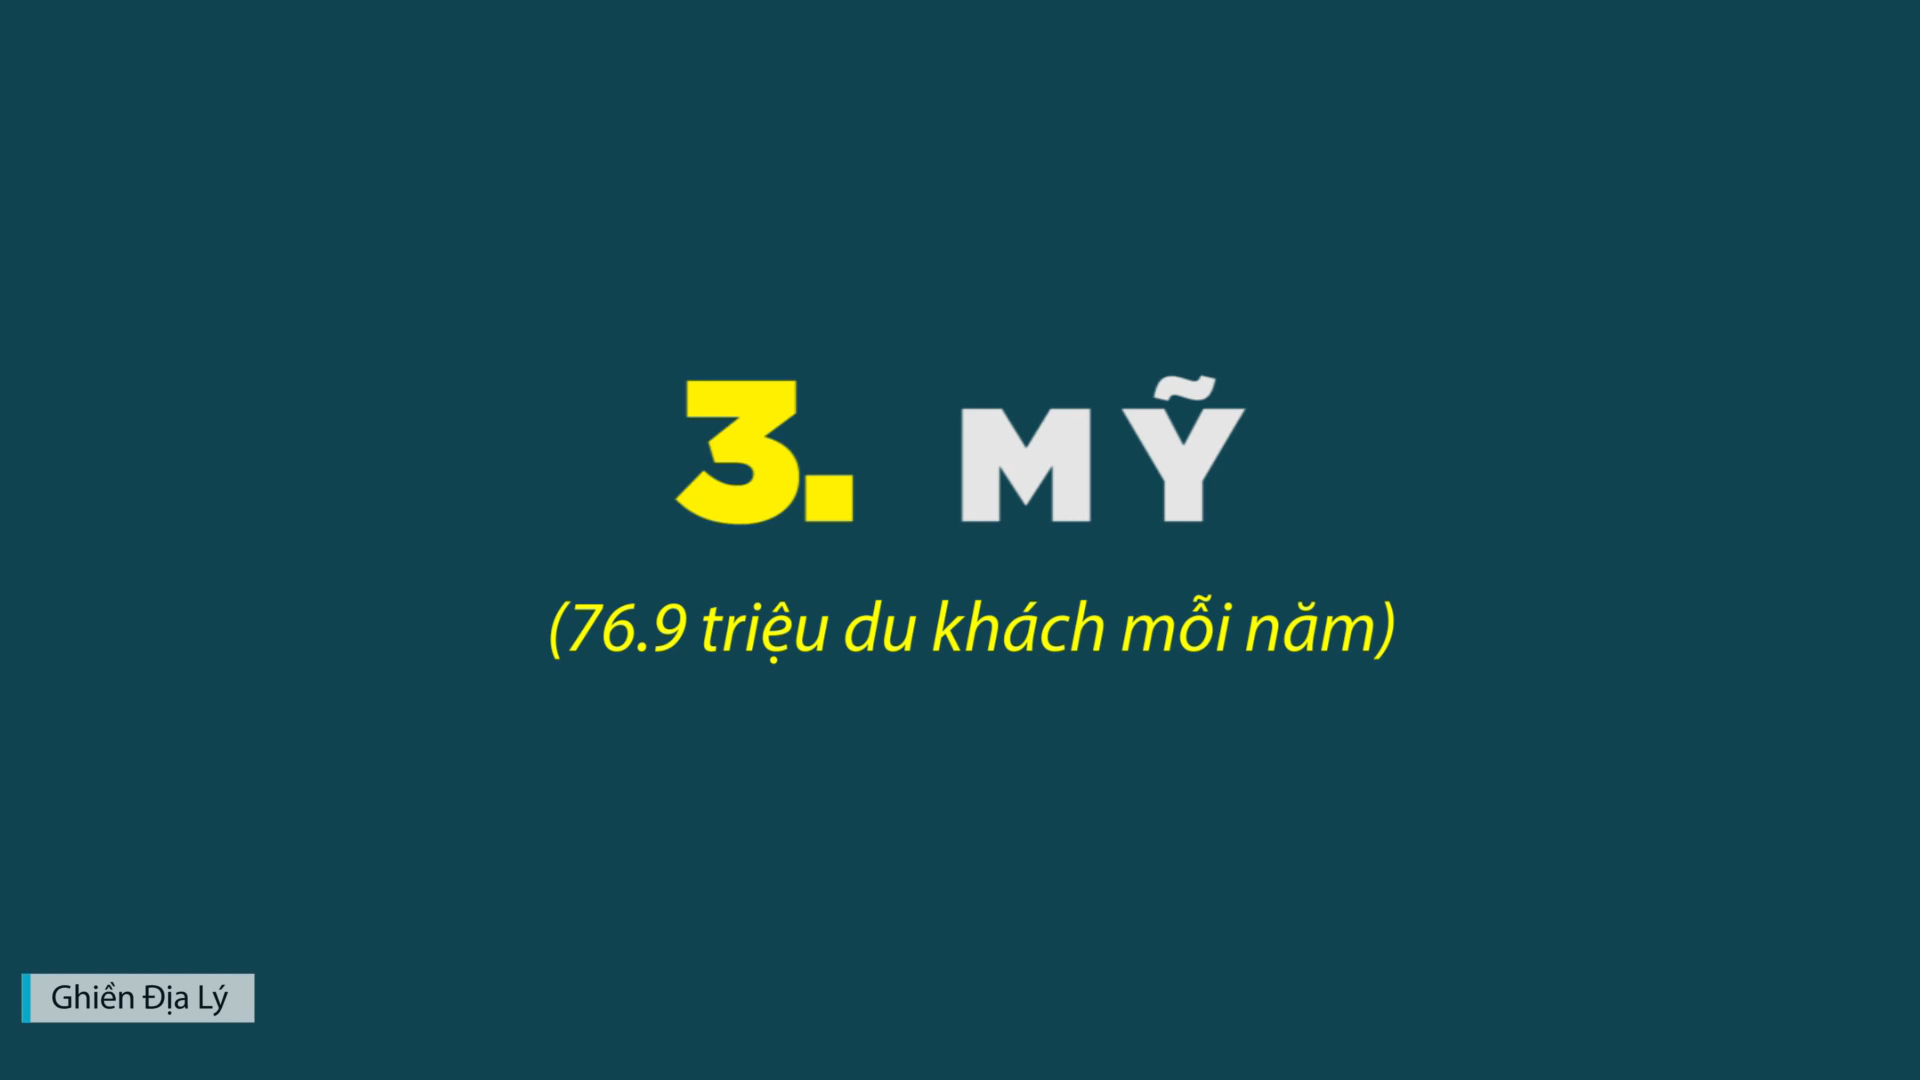 3. MỸ
(76.9 triệu du khách mỗi năm)
Ghiền Địa Lý